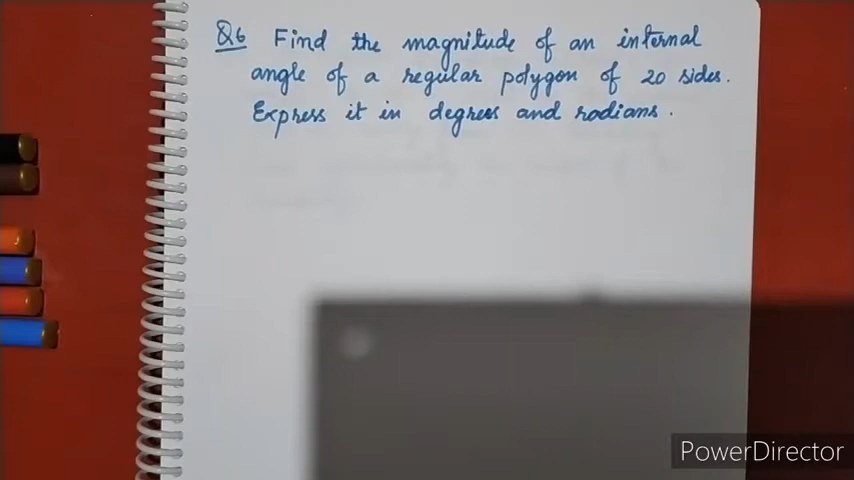 Q6 Find the magnitude of an internal
angle of a regular polygon of 20 sides.
Express it in degrees and radians.
PowerDirector